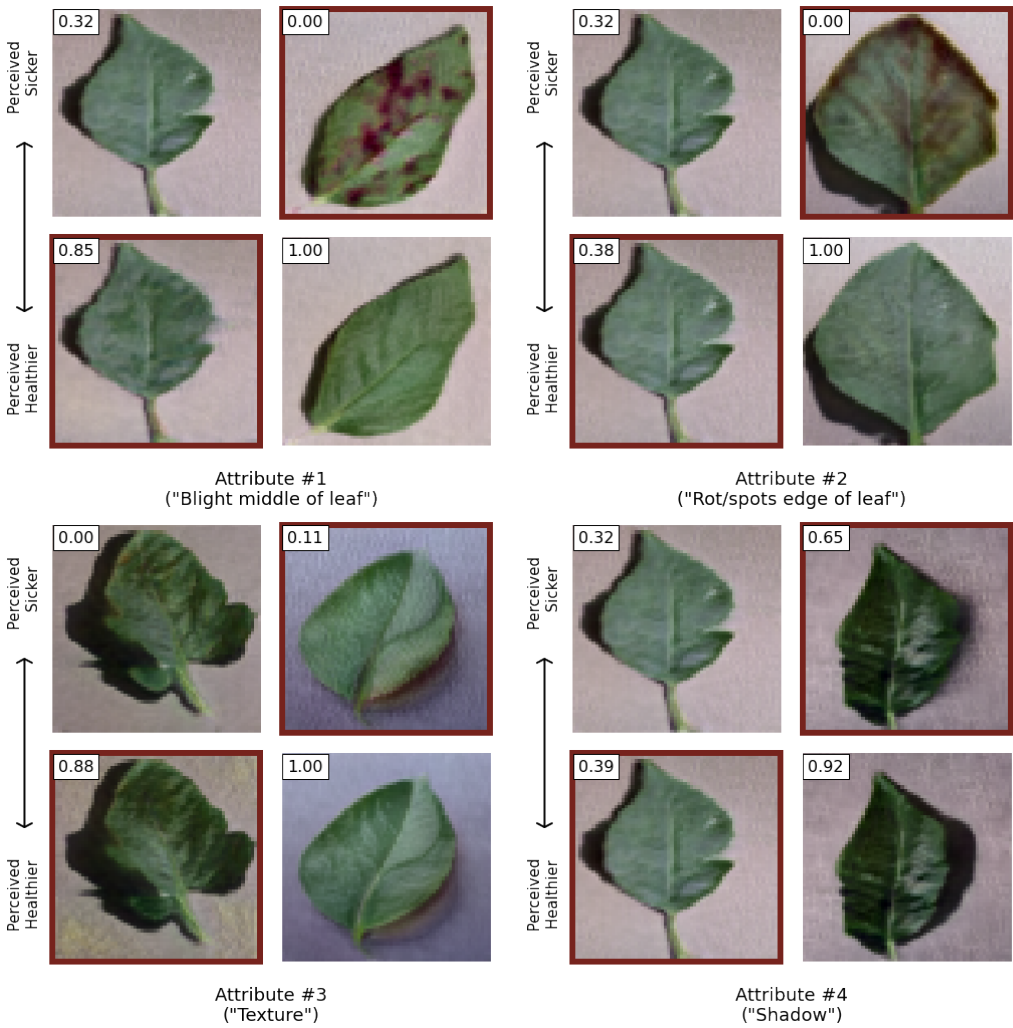 0.32
0.00
0.85
1.00
Perceived
Sicker
Perceived
Healthier
Attribute #1
("Blight middle of leaf")
0.32
0.00
0.38
1.00
Perceived
Sicker
Perceived
Healthier
Attribute #2
("Rot/spots edge of leaf")
0.00
0.11
0.88
1.00
Perceived
Sicker
Perceived
Healthier
Attribute #3
("Texture")
0.32
0.65
0.39
0.92
Perceived
Sicker
Perceived
Healthier
Attribute #4
("Shadow")